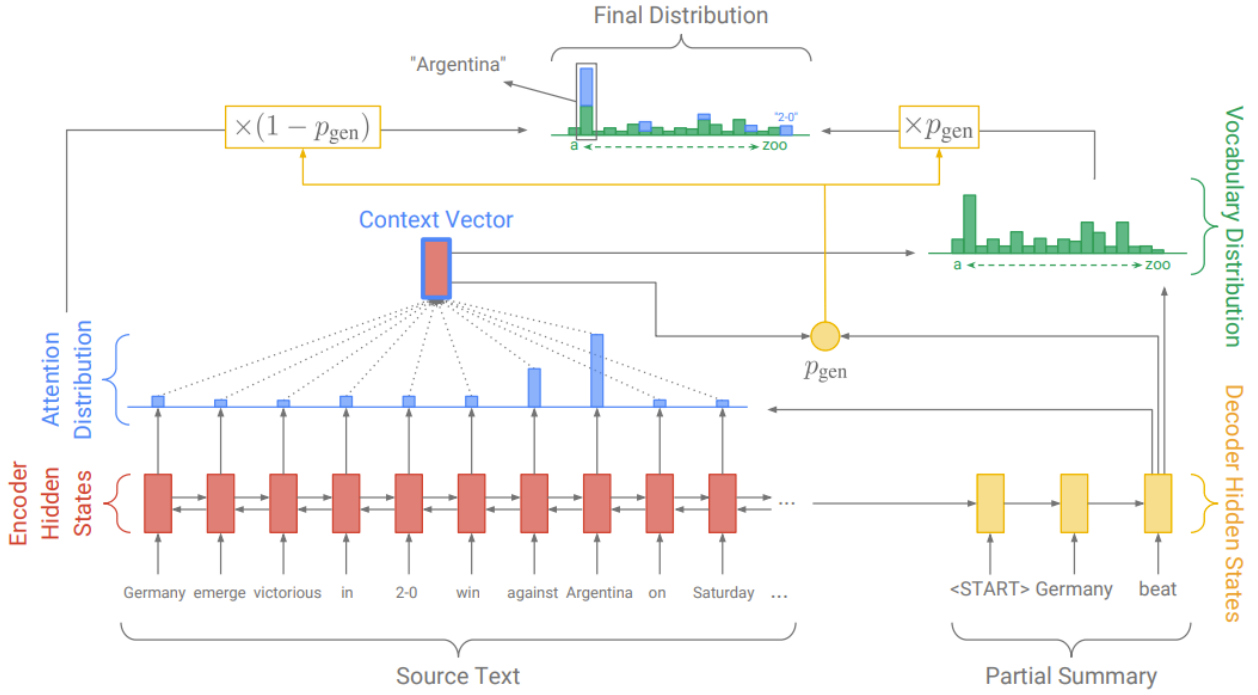 Final Distribution
"Argentina"
×(1 − p_gen)
"2-0"
×p_gen
a
zoo
Context Vector
Vocabulary Distribution
a
zoo
Attention
Distribution
p_gen
Encoder
Hidden
States
...
Decoder Hidden States
Germany emerge victorious in 2-0 win against Argentina on Saturday ...
<START> Germany beat
Source Text
Partial Summary